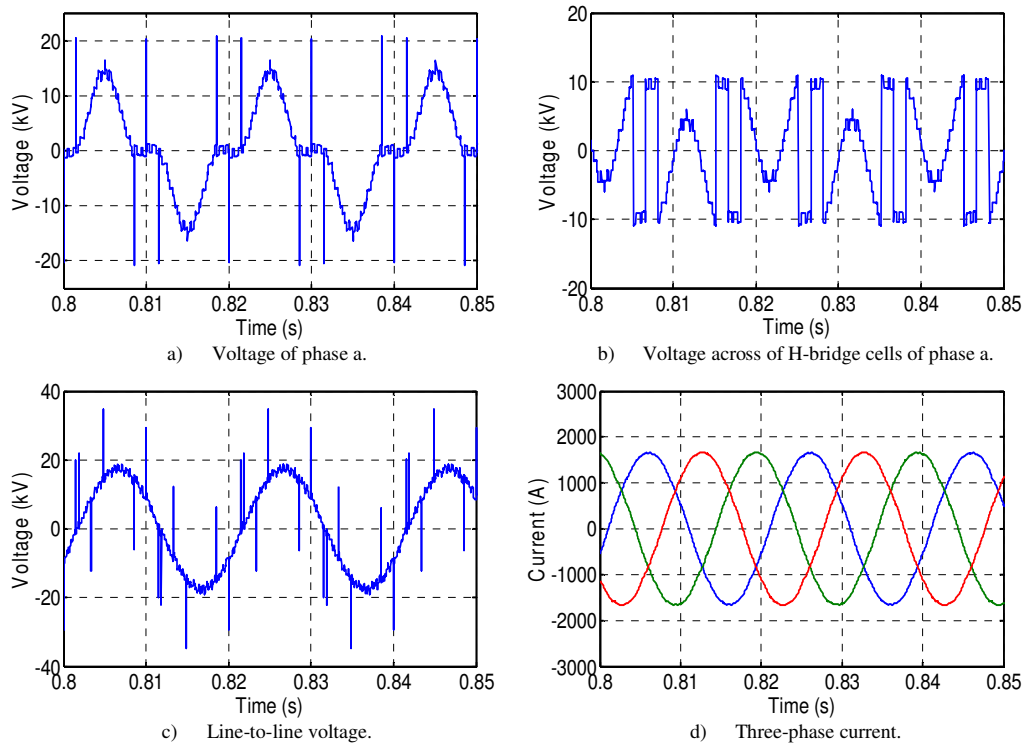 20
10
0
-10
-20
Voltage (kV)
0.8 0.81 0.82 0.83 0.84 0.85
Time (s)
a) Voltage of phase a.
20
10
0
-10
-20
Voltage (kV)
0.8 0.81 0.82 0.83 0.84 0.85
Time (s)
b) Voltage across of H-bridge cells of phase a.
40
20
0
-20
-40
Voltage (kV)
0.8 0.81 0.82 0.83 0.84 0.85
Time (s)
c) Line-to-line voltage.
3000
2000
1000
0
-1000
-2000
-3000
Current (A)
0.8 0.81 0.82 0.83 0.84 0.85
Time (s)
d) Three-phase current.